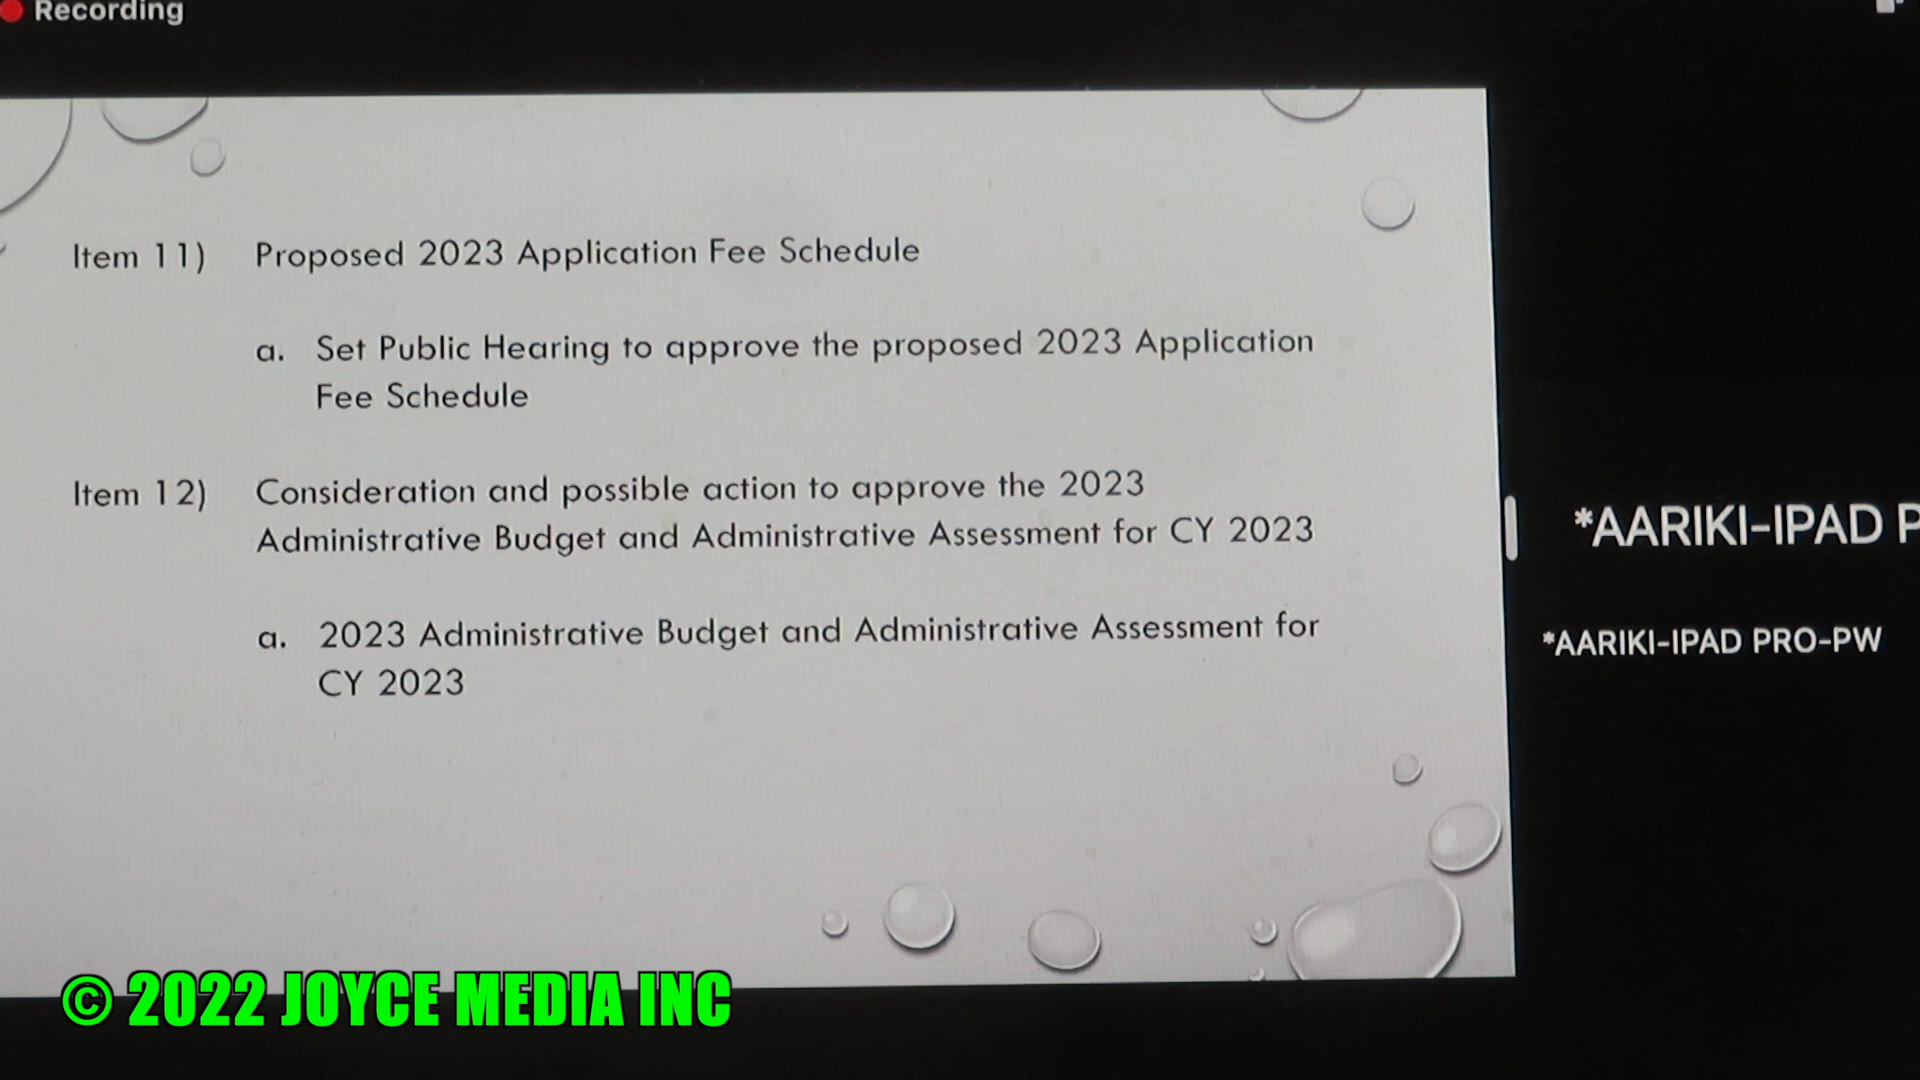 Recording
Item 11) Proposed 2023 Application Fee Schedule
a. Set Public Hearing to approve the proposed 2023 Application
Fee Schedule
Item 12) Consideration and possible action to approve the 2023
Administrative Budget and Administrative Assessment for CY 2023
a. 2023 Administrative Budget and Administrative Assessment for
CY 2023
*AARIKI-IPAD P
*AARIKI-IPAD PRO-PW
© 2022 JOYCE MEDIA INC